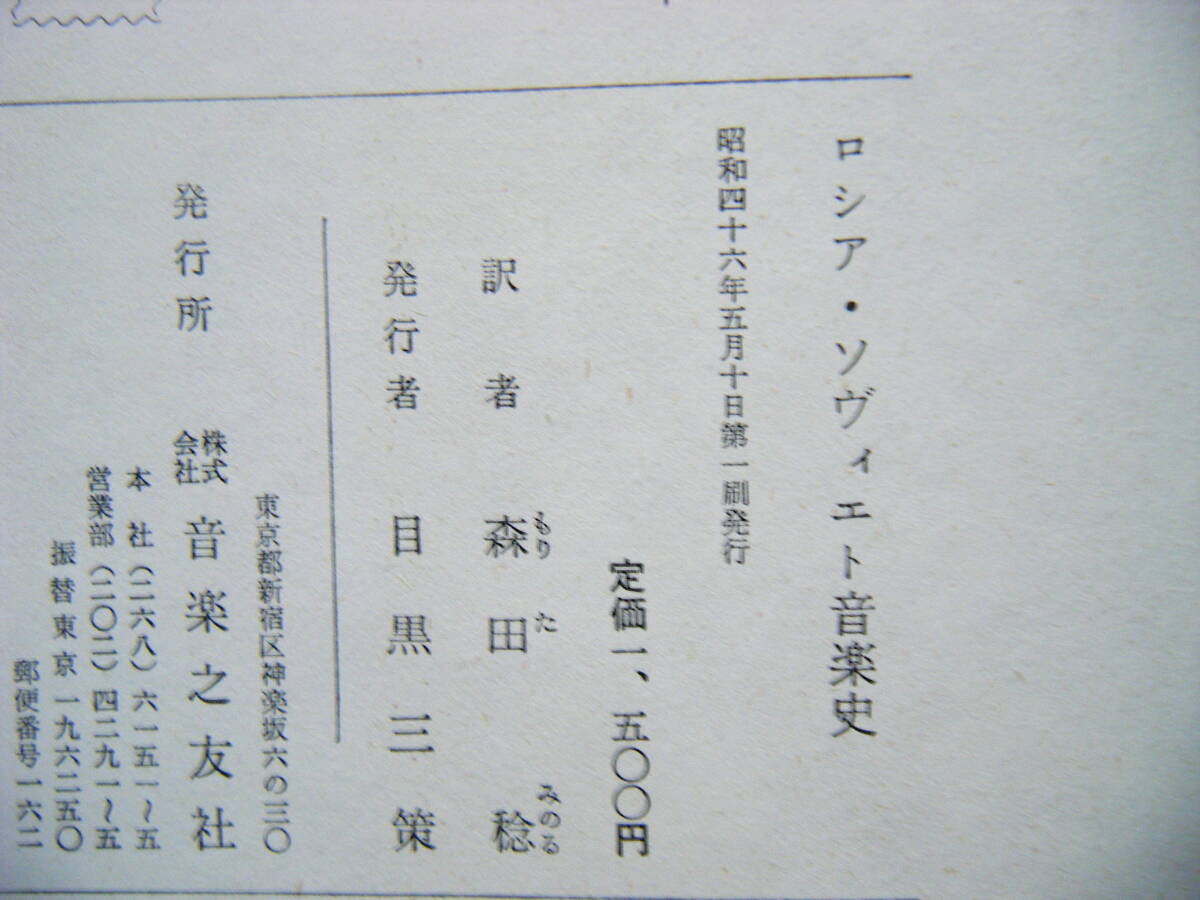 ロシア・ソヴィエト音楽史
昭和四十六年五月十日第一刷発行
定価一、五〇〇円
訳者 森田稔
もりた みのる
発行者 目黒三策
東京都新宿区神楽坂六の三〇
発行所 株式会社 音楽之友社
本社(二六八)六一五一〜五
営業部(二〇二)四二九一〜五
振替東京一九六二五〇
郵便番号一六二